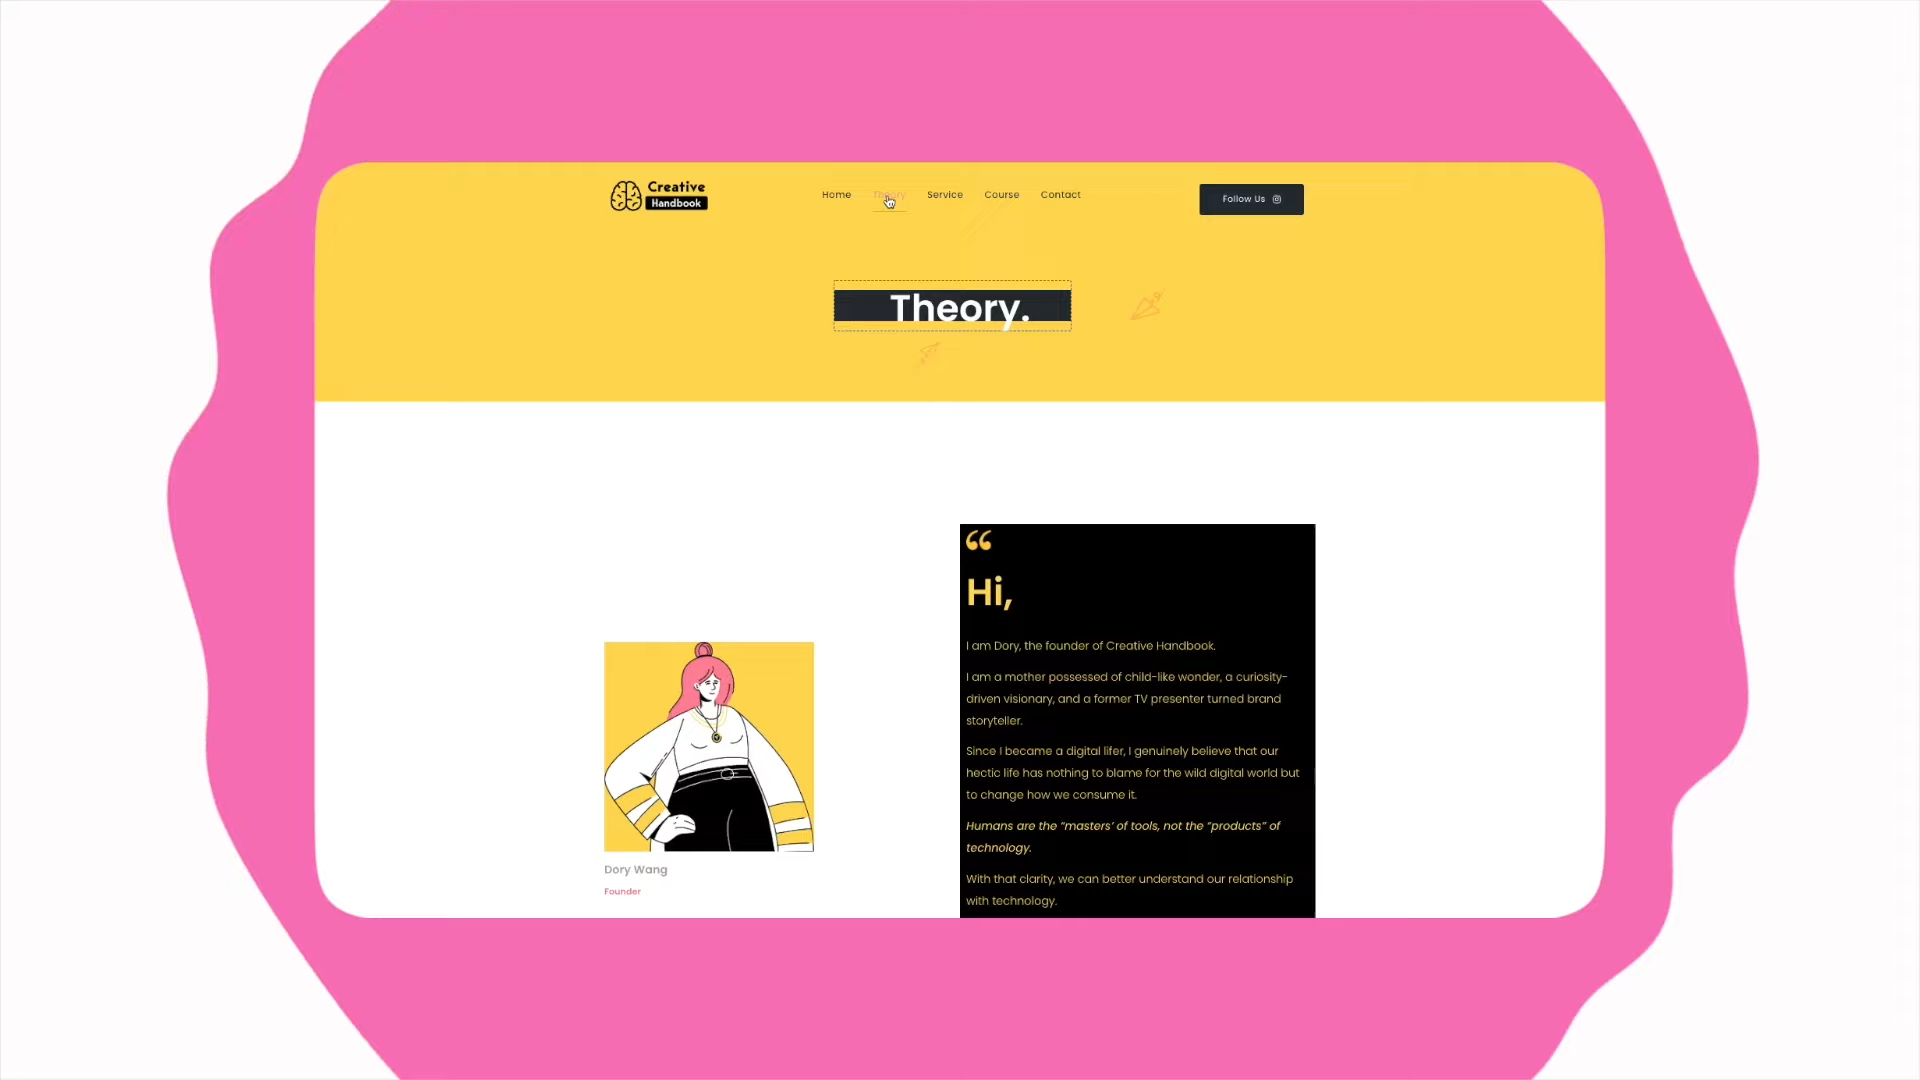 Creative
Handbook
Home
Theory
Service
Course
Contact
Follow Us
Theory.
“
Hi,
I am Dory, the founder of Creative Handbook.
I am a mother possessed of child-like wonder, a curiosity-
driven visionary, and a former TV presenter turned brand
storyteller.
Since I became a digital lifer, I genuinely believe that our
hectic life has nothing to blame for the wild digital world but
to change how we consume it.
Humans are the “masters’ of tools, not the “products” of
technology.
With that clarity, we can better understand our relationship
with technology.
Dory Wang
Founder